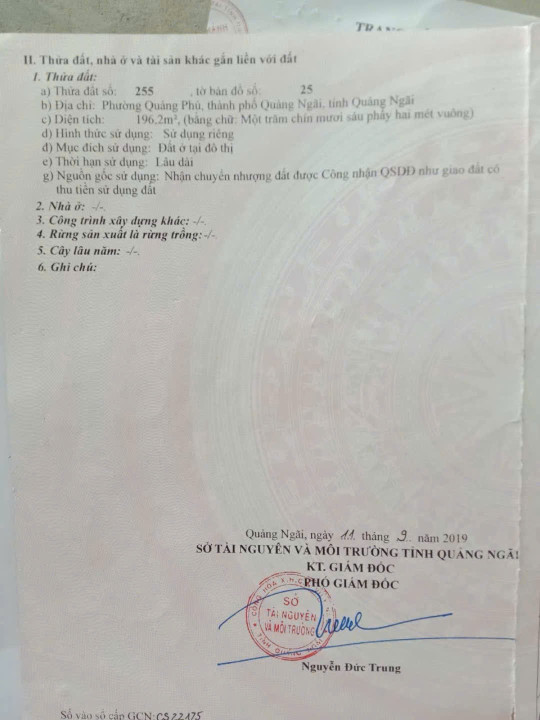 TRANG
II. Thửa đất, nhà ở và tài sản khác gắn liền với đất
1. Thửa đất:
a) Thửa đất số: 255 , tờ bản đồ số: 25
b) Địa chỉ: Phường Quảng Phú, thành phố Quảng Ngãi, tỉnh Quảng Ngãi
c) Diện tích: 196,2m², (bằng chữ: Một trăm chín mươi sáu phẩy hai mét vuông)
d) Hình thức sử dụng: Sử dụng riêng
đ) Mục đích sử dụng: Đất ở tại đô thị
e) Thời hạn sử dụng: Lâu dài
g) Nguồn gốc sử dụng: Nhận chuyển nhượng đất được Công nhận QSDĐ như giao đất có
thu tiền sử dụng đất
2. Nhà ở: -/-.
3. Công trình xây dựng khác: -/-.
4. Rừng sản xuất là rừng trồng: -/-.
5. Cây lâu năm: -/-.
6. Ghi chú:
Quảng Ngãi, ngày 11 tháng 9 năm 2019
SỞ TÀI NGUYÊN VÀ MÔI TRƯỜNG TỈNH QUẢNG NGÃI
KT. GIÁM ĐỐC
PHÓ GIÁM ĐỐC
SỞ
TÀI NGUYÊN
VÀ MÔI TRƯỜNG
Nguyễn Đức Trung
Số vào sổ cấp GCN: CS22175